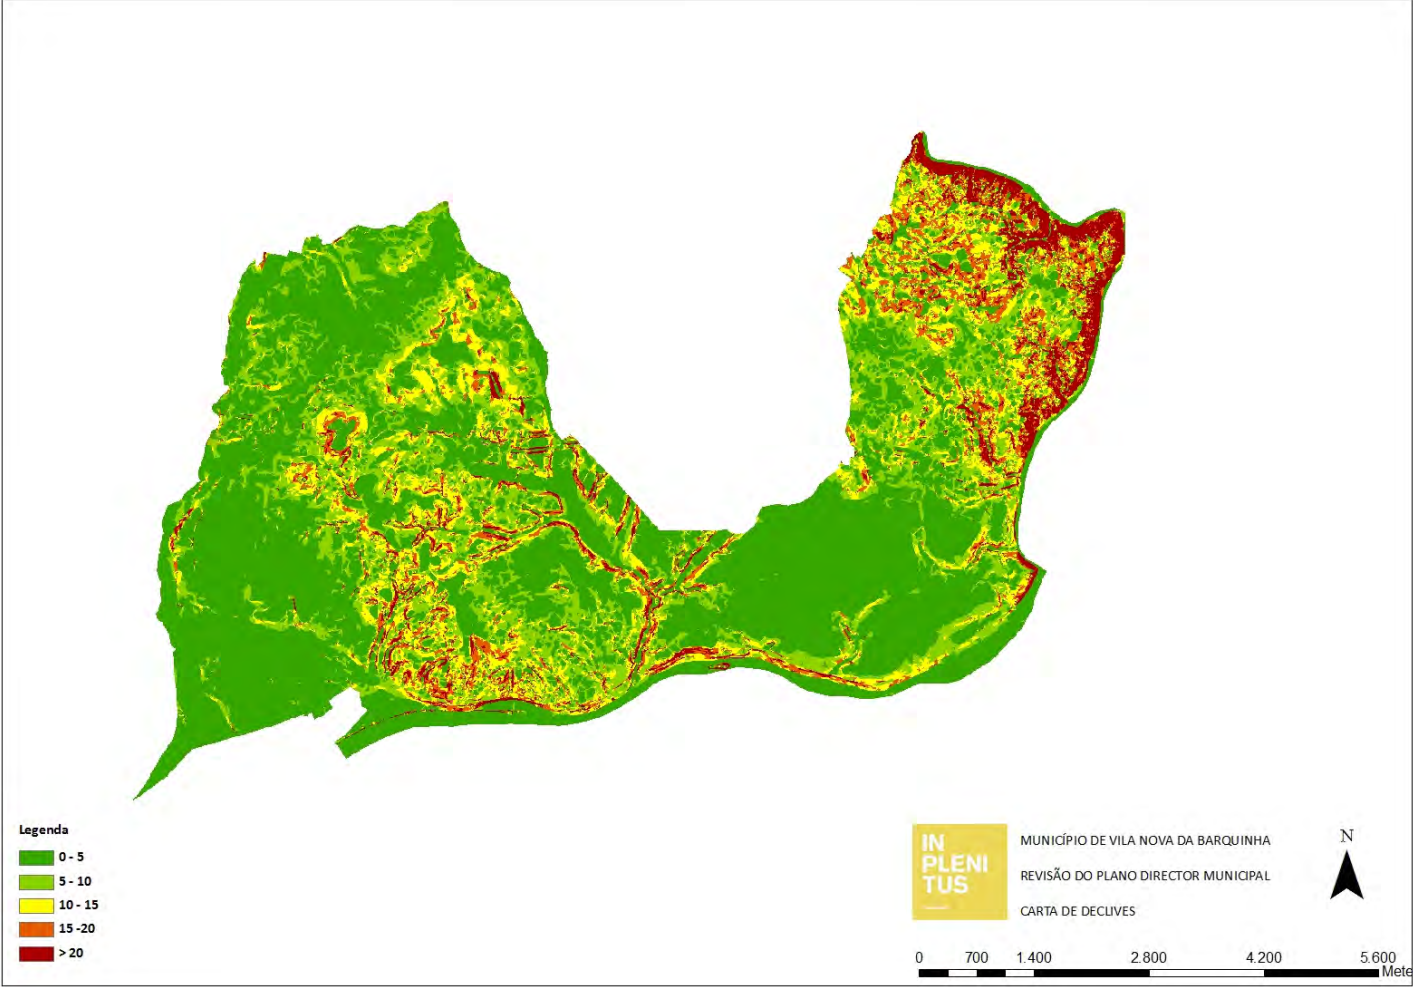 Legenda
0 - 5
5 - 10
10 - 15
15 -20
> 20
IN
PLENI
TUS
MUNICÍPIO DE VILA NOVA DA BARQUINHA
REVISÃO DO PLANO DIRECTOR MUNICIPAL
CARTA DE DECLIVES
N
0 700 1.400 2.800 4.200 5.600
Mete